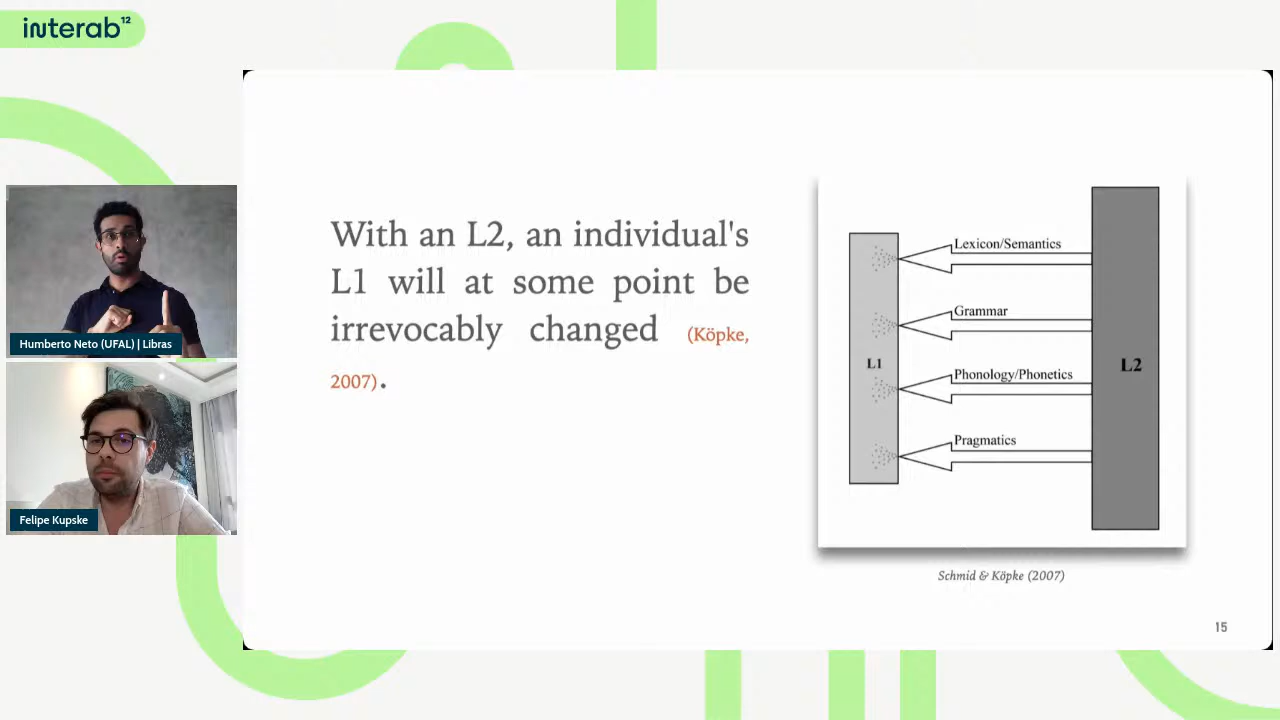 interab¹²
Humberto Neto (UFAL) | Libras
Felipe Kupske
With an L2, an individual's
L1 will at some point be
irrevocably changed (Köpke,
2007).
Lexicon/Semantics
Grammar
L1
L2
Phonology/Phonetics
Pragmatics
Schmid & Köpke (2007)
15